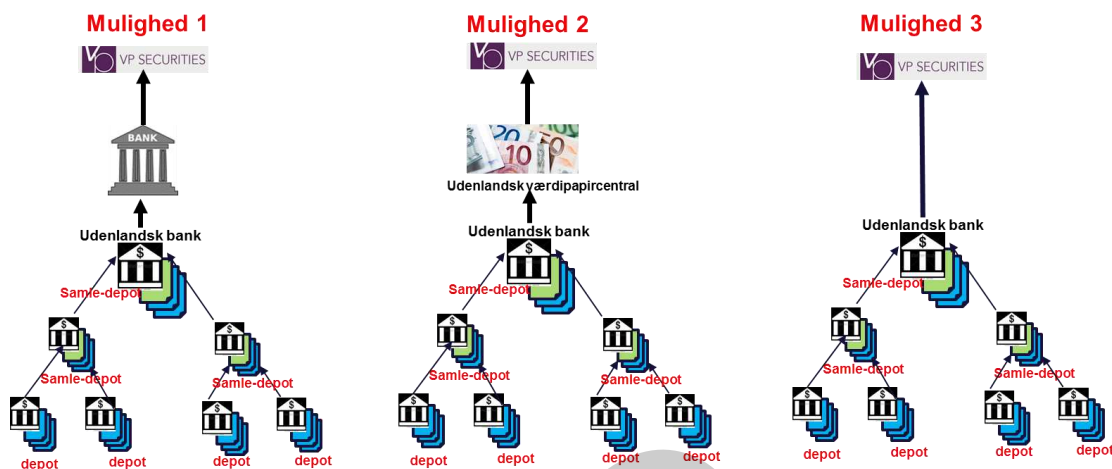 Mulighed 1
VP SECURITIES
BANK
Udenlandsk bank
$
Samle-depot
$
$
Samle-depot
Samle-depot
$
$
$
$
depot
depot
depot
depot
Mulighed 2
VP SECURITIES
20
50
10
Udenlandsk værdipapircentral
Udenlandsk bank
$
Samle-depot
$
$
Samle-depot
Samle-depot
$
$
$
$
depot
depot
depot
depot
Mulighed 3
VP SECURITIES
Udenlandsk bank
$
Samle-depot
$
$
Samle-depot
Samle-depot
$
$
$
$
depot
depot
depot
depot